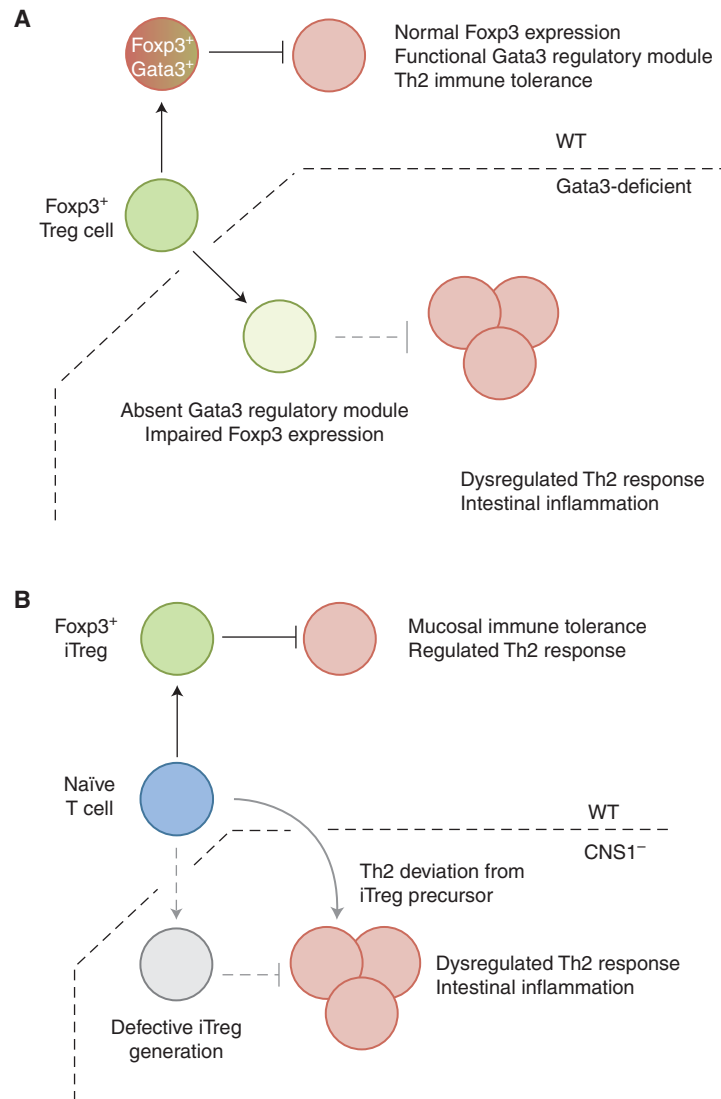 A
Foxp3⁺
Gata3⁺
Normal Foxp3 expression
Functional Gata3 regulatory module
Th2 immune tolerance
WT
Gata3-deficient
Foxp3⁺
Treg cell
Absent Gata3 regulatory module
Impaired Foxp3 expression
Dysregulated Th2 response
Intestinal inflammation
B
Foxp3⁺
iTreg
Mucosal immune tolerance
Regulated Th2 response
Naïve
T cell
WT
CNS1⁻
Th2 deviation from
iTreg precursor
Dysregulated Th2 response
Intestinal inflammation
Defective iTreg
generation